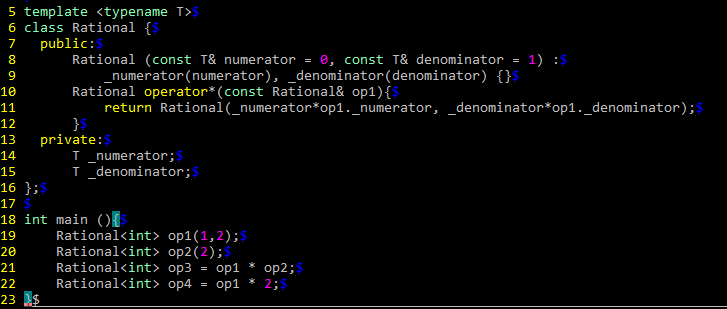 5 template <typename T>$
6 class Rational {$
7   public:$
8       Rational (const T& numerator = 0, const T& denominator = 1) :$
9           _numerator(numerator), _denominator(denominator) {}$
10       Rational operator*(const Rational& op1){$
11           return Rational(_numerator*op1._numerator, _denominator*op1._denominator);$
12       }$
13   private:$
14       T _numerator;$
15       T _denominator;$
16 };$
17 $
18 int main (){$
19     Rational<int> op1(1,2);$
20     Rational<int> op2(2);$
21     Rational<int> op3 = op1 * op2;$
22     Rational<int> op4 = op1 * 2;$
23 }$